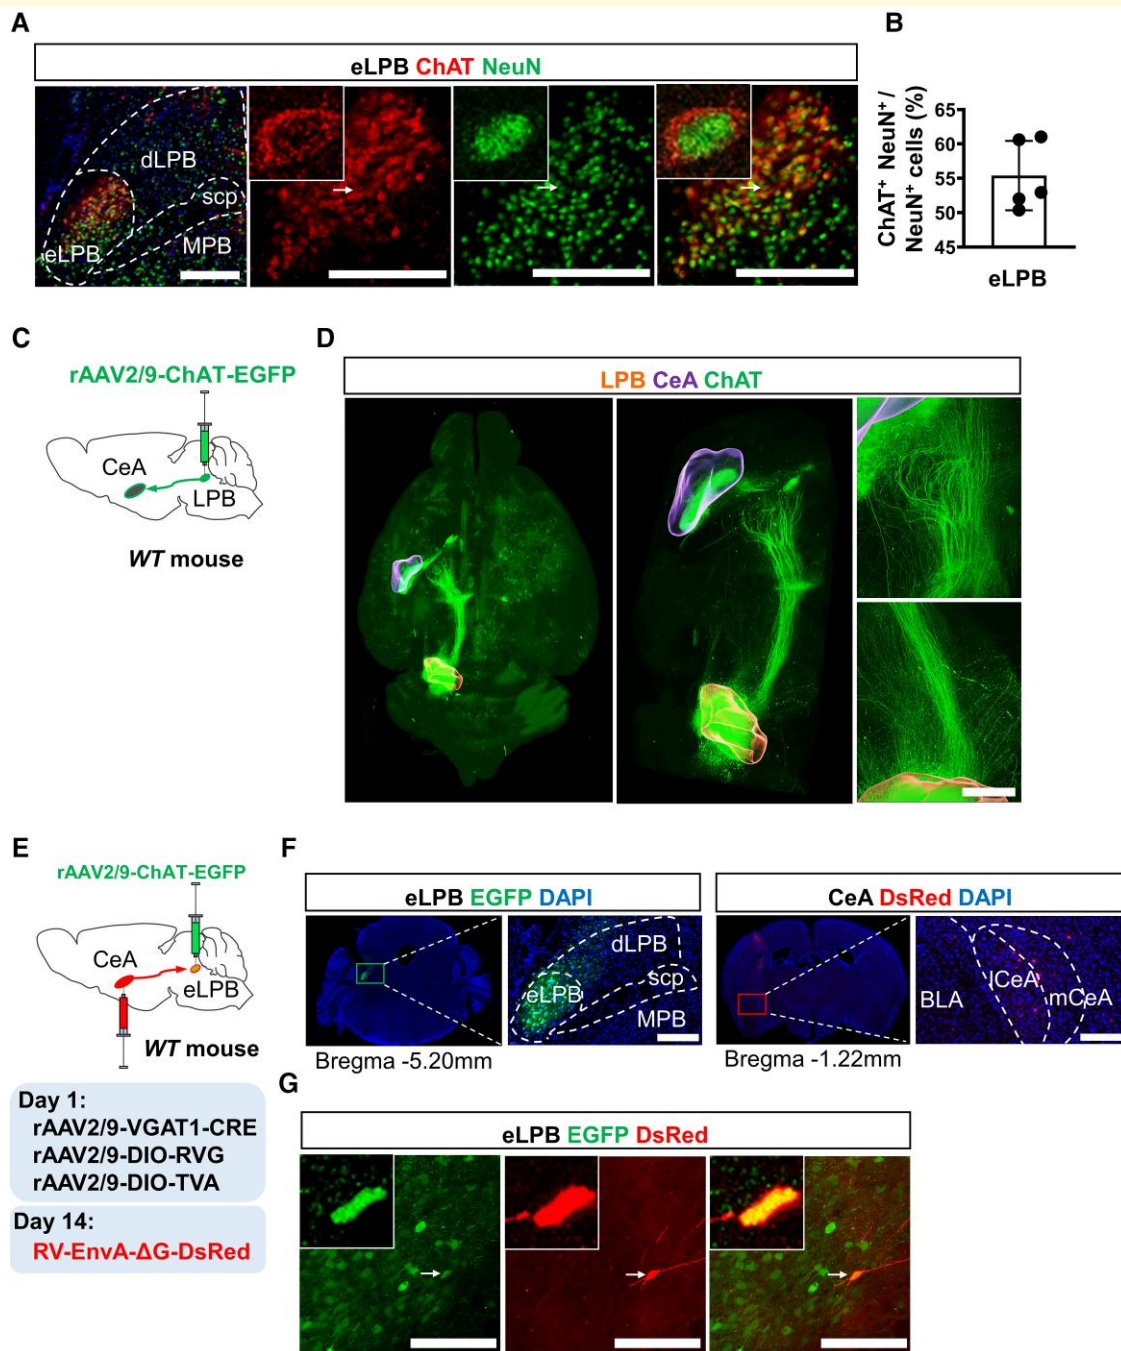 A
eLPB ChAT NeuN
dLPB
scp
eLPB
MPB
B
ChAT⁺ NeuN⁺ /
NeuN⁺ cells (%)
65
60
55
50
45
eLPB
C
rAAV2/9-ChAT-EGFP
CeA
LPB
WT mouse
D
LPB CeA ChAT
E
rAAV2/9-ChAT-EGFP
CeA
eLPB
WT mouse
Day 1:
rAAV2/9-VGAT1-CRE
rAAV2/9-DIO-RVG
rAAV2/9-DIO-TVA
Day 14:
RV-EnvA-ΔG-DsRed
F
eLPB EGFP DAPI
dLPB
scp
eLPB
MPB
Bregma -5.20mm
CeA DsRed DAPI
BLA
lCeA
mCeA
Bregma -1.22mm
G
eLPB EGFP DsRed